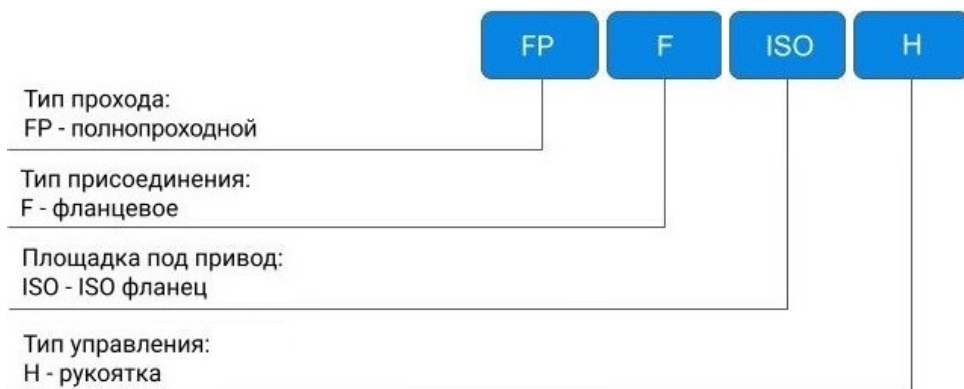 FP F ISO H
Тип прохода:
FP - полнопроходной
Тип присоединения:
F - фланцевое
Площадка под привод:
ISO - ISO фланец
Тип управления:
H - рукоятка